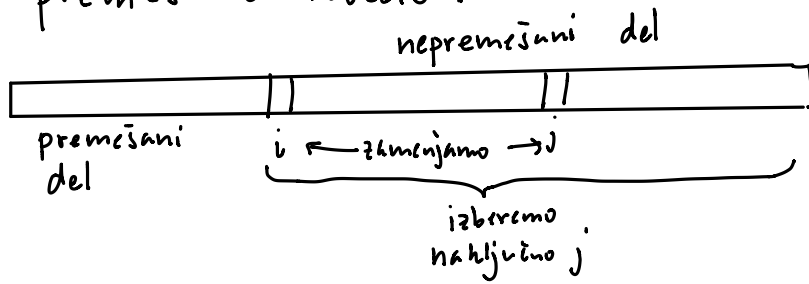 nepremešani del
premešani
del
i ← zamenjamo → j
izberemo
naključno j